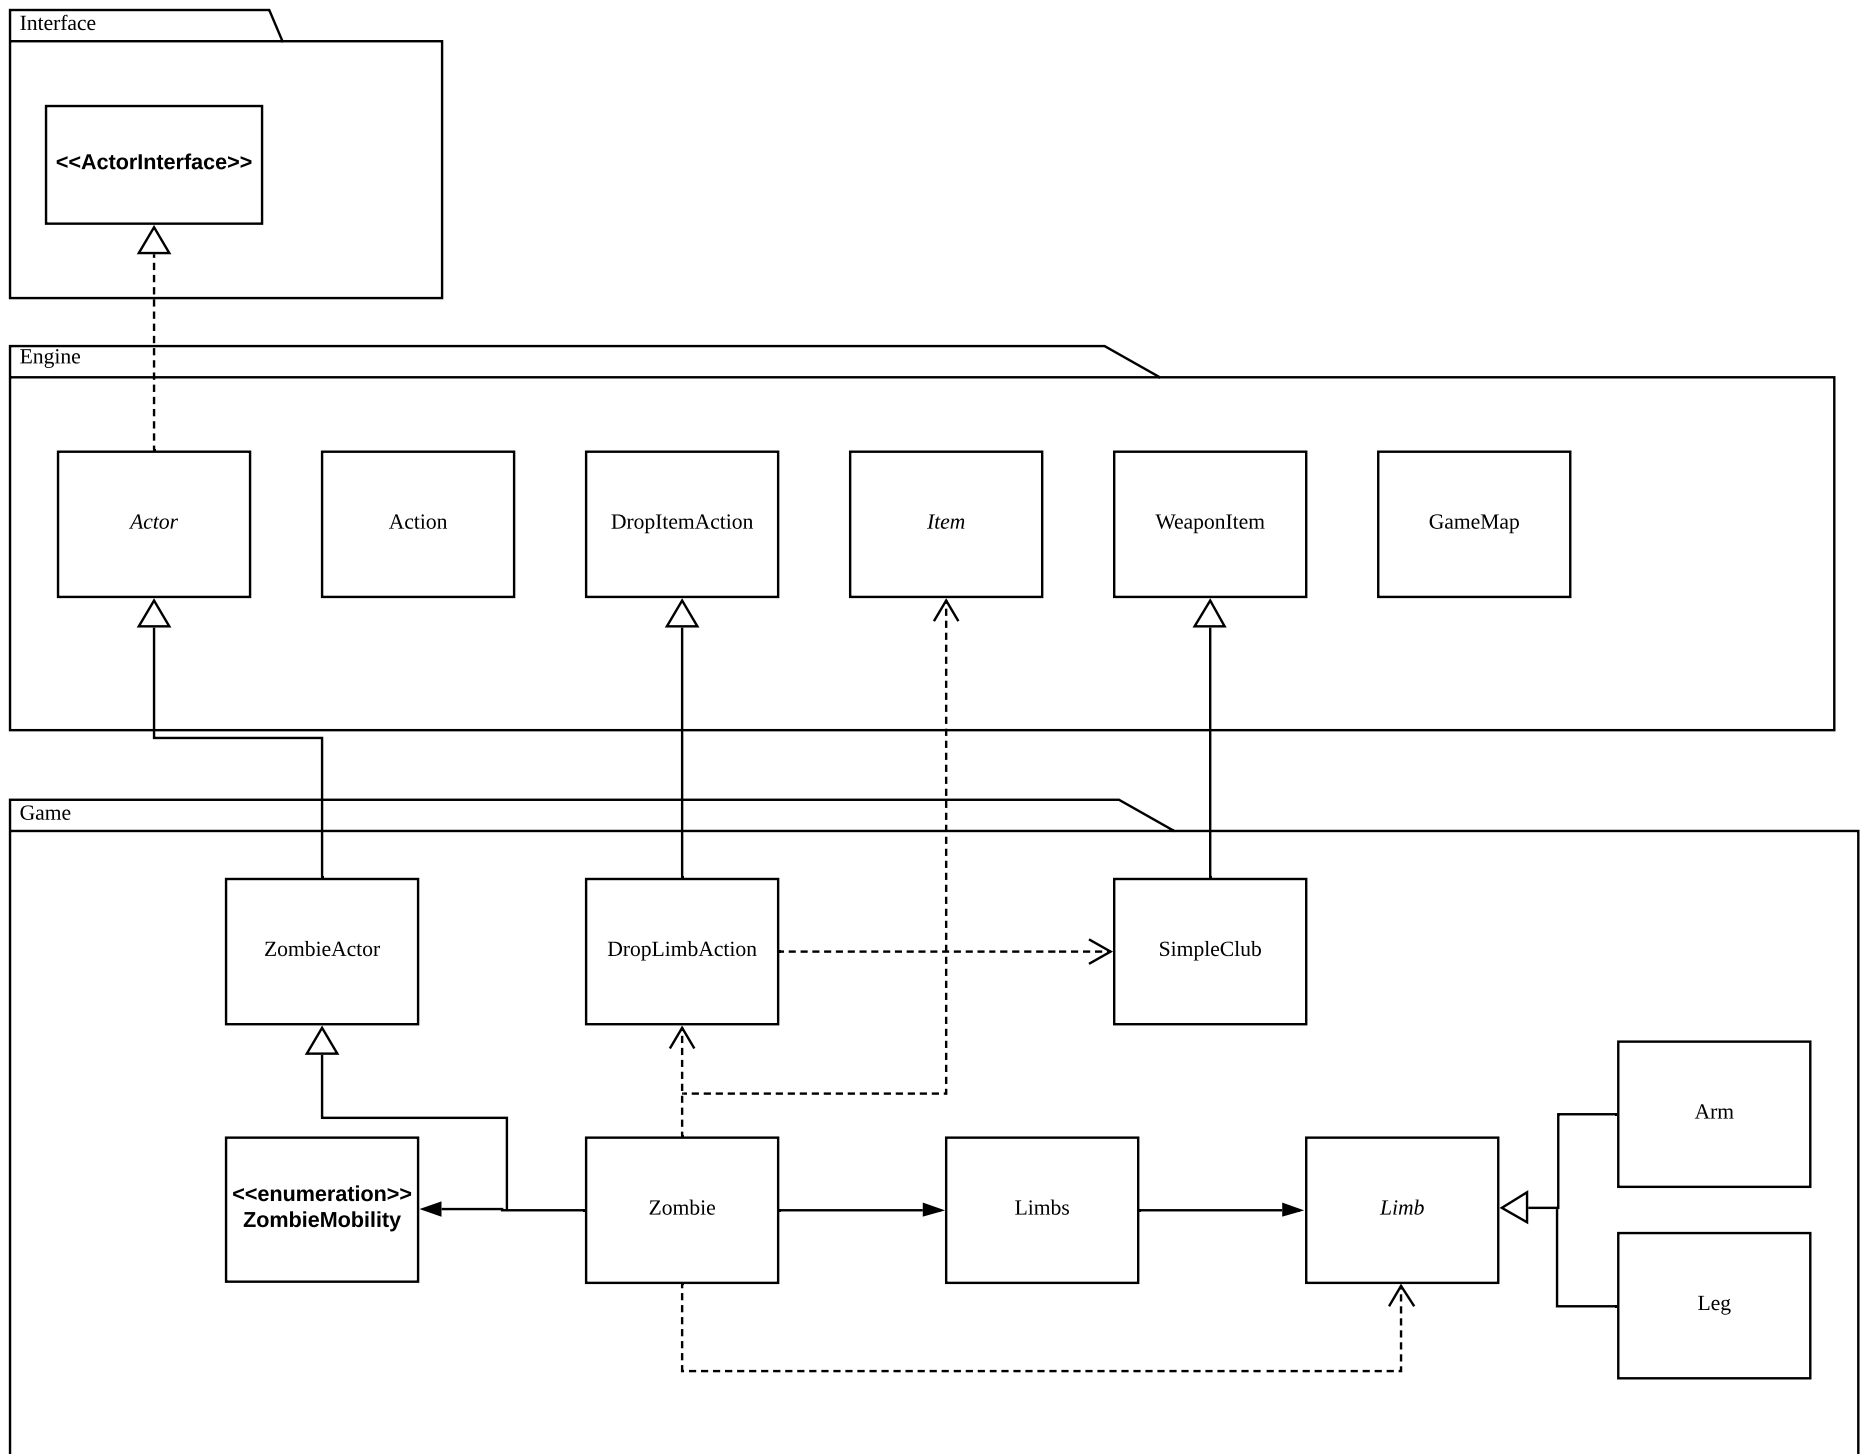 Interface
<<ActorInterface>>
Engine
Actor
Action
DropItemAction
Item
WeaponItem
GameMap
Game
ZombieActor
DropLimbAction
SimpleClub
Arm
<<enumeration>>
ZombieMobility
Zombie
Limbs
Limb
Leg